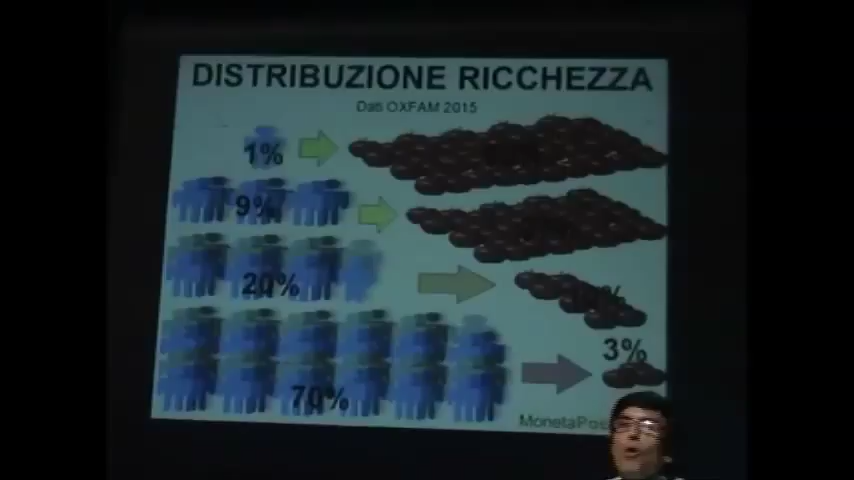 DISTRIBUZIONE RICCHEZZA
Dati OXFAM 2015
1%
9%
20%
3%
70%